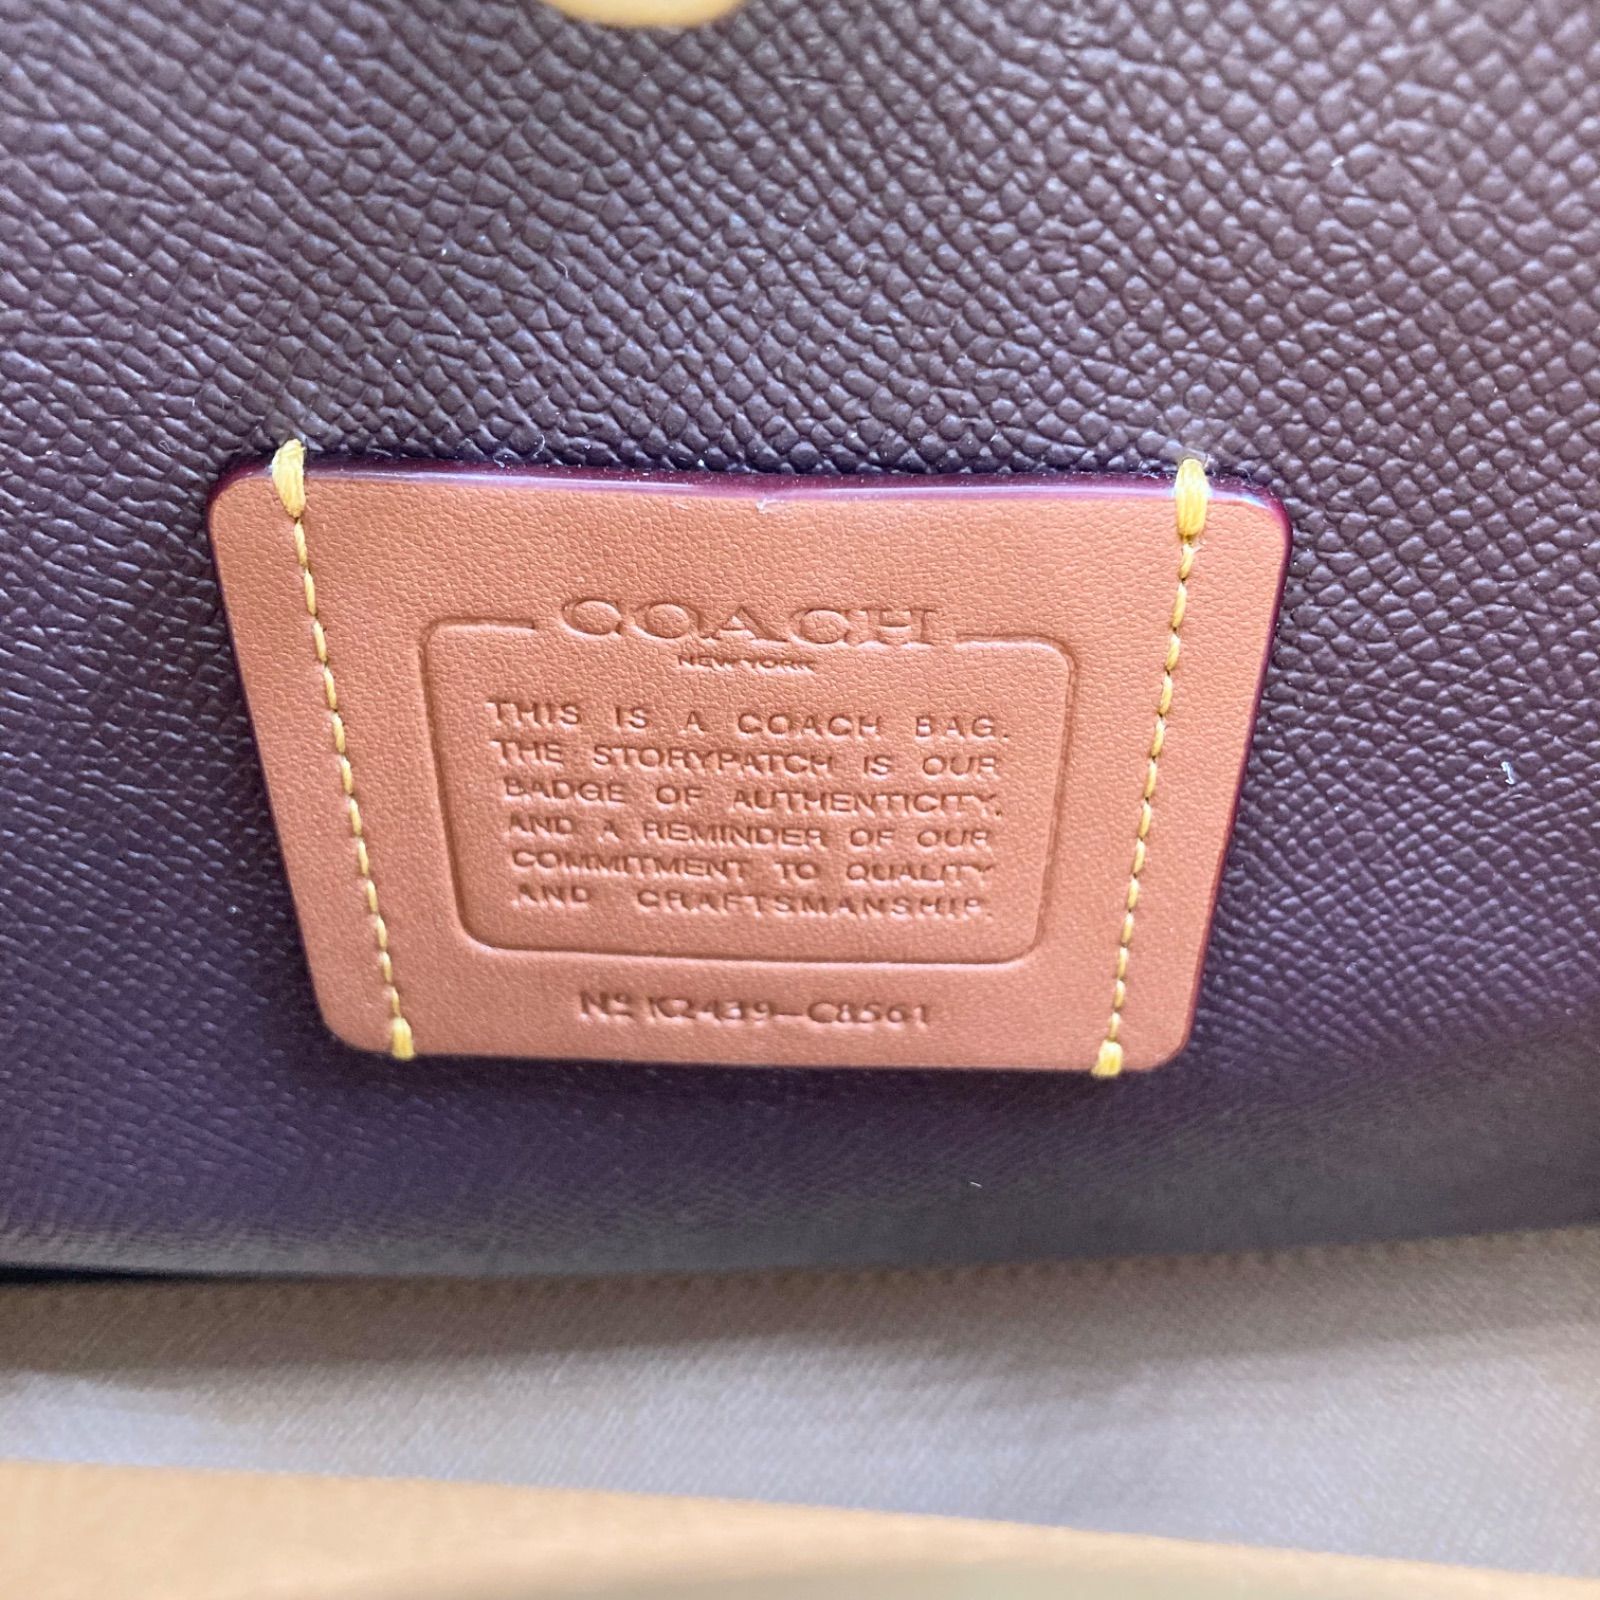 COACH
NEW YORK
THIS IS A COACH BAG.
THE STORYPATCH IS OUR
BADGE OF AUTHENTICITY,
AND A REMINDER OF OUR
COMMITMENT TO QUALITY
AND CRAFTSMANSHIP.
Nº K2439-C8561